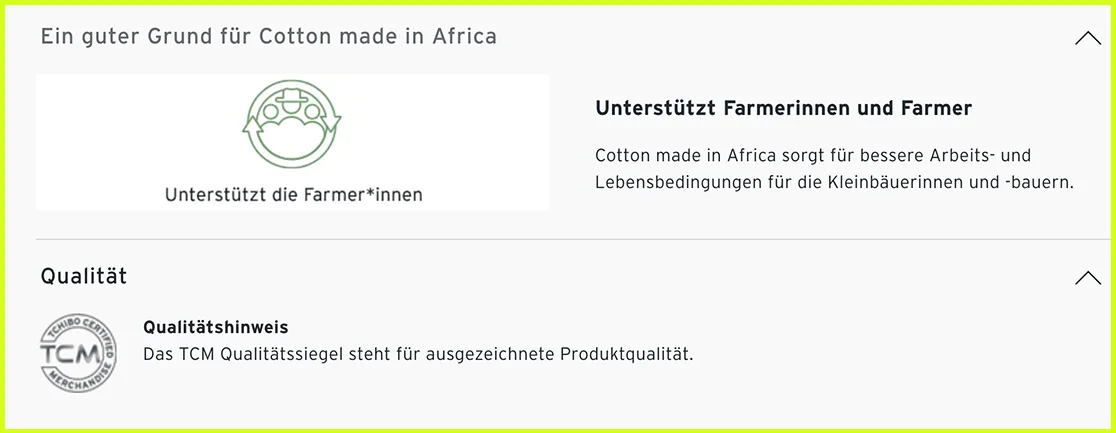 Ein guter Grund für Cotton made in Africa
Unterstützt die Farmer*innen
Unterstützt Farmerinnen und Farmer
Cotton made in Africa sorgt für bessere Arbeits- und
Lebensbedingungen für die Kleinbäuerinnen und -bauern.
Qualität
TCHIBO CERTIFIED
TCM
MERCHANDISE
Qualitätshinweis
Das TCM Qualitätssiegel steht für ausgezeichnete Produktqualität.